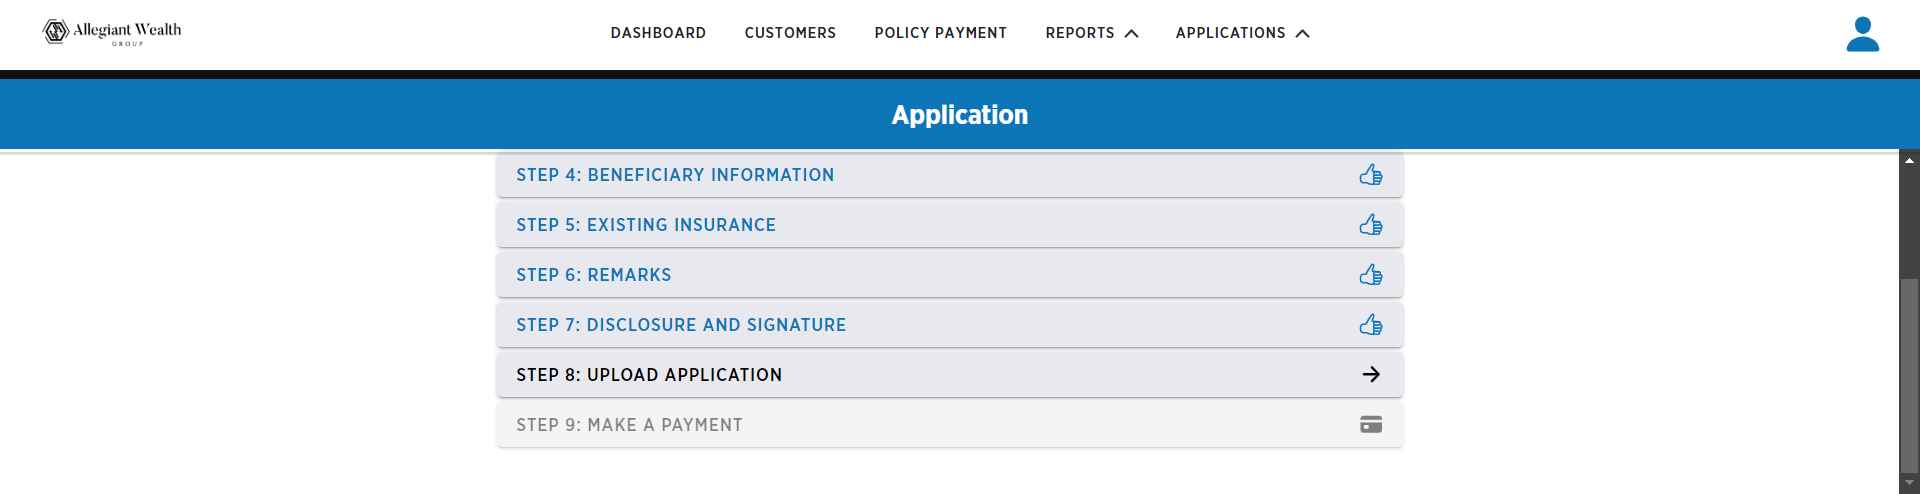 Allegiant Wealth
GROUP
DASHBOARD
CUSTOMERS
POLICY PAYMENT
REPORTS
APPLICATIONS
Application
STEP 4: BENEFICIARY INFORMATION
STEP 5: EXISTING INSURANCE
STEP 6: REMARKS
STEP 7: DISCLOSURE AND SIGNATURE
STEP 8: UPLOAD APPLICATION
STEP 9: MAKE A PAYMENT